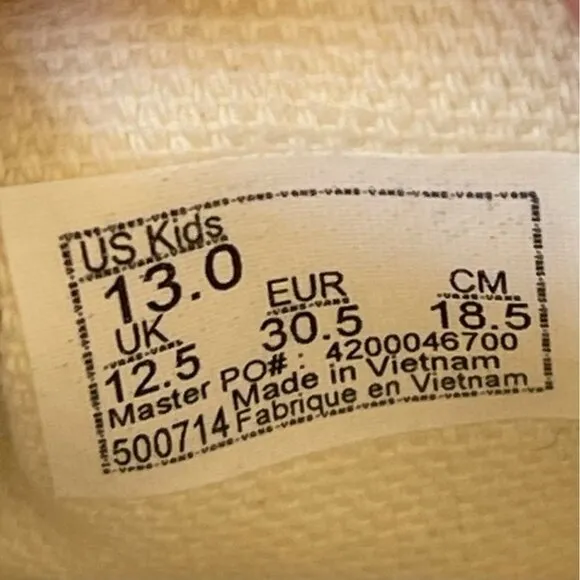 US Kids
13.0
UK EUR CM
12.5 30.5 18.5
Master PO# : 4200046700
Made in Vietnam
500714 Fabrique en Vietnam